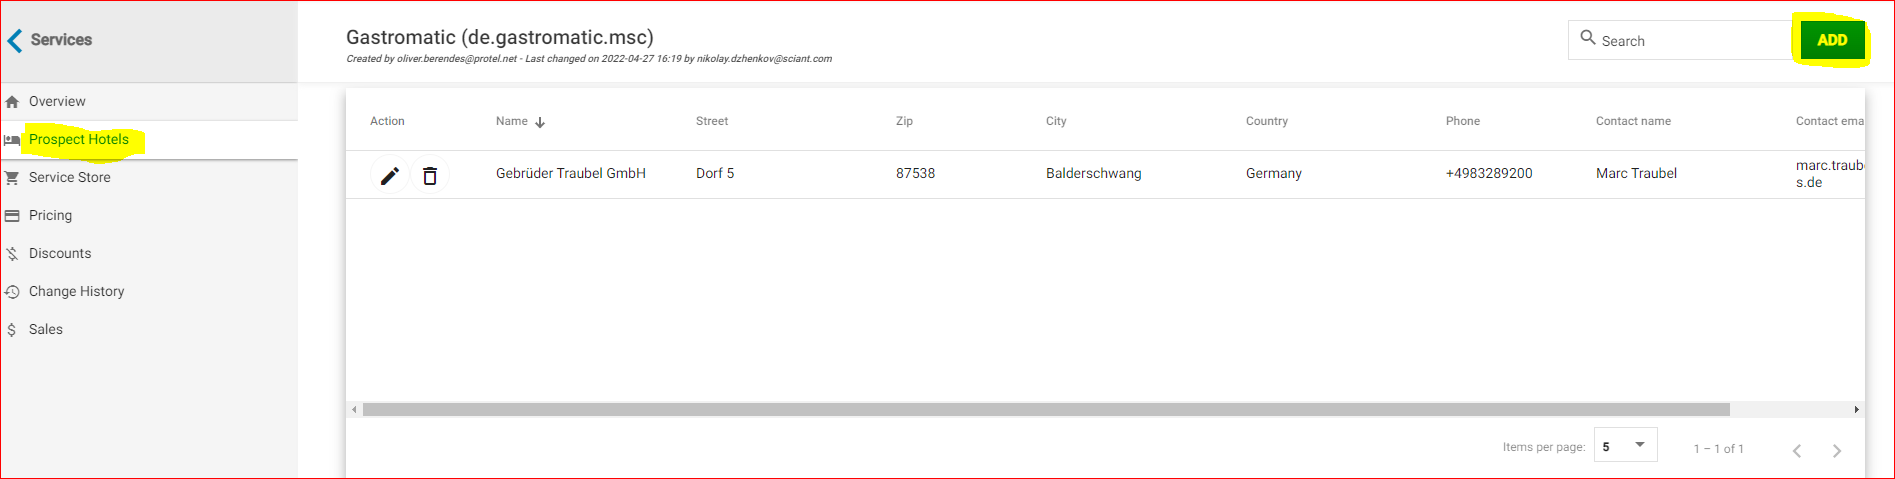 Services
Gastromatic (de.gastromatic.msc)
Created by oliver.berendes@protel.net - Last changed on 2022-04-27 16:19 by nikolay.dzhenkov@sciant.com
Search
ADD
Overview
Prospect Hotels
Service Store
Pricing
Discounts
Change History
Sales
Action Name Street Zip City Country Phone Contact name Contact ema
Gebrüder Traubel GmbH Dorf 5 87538 Balderschwang Germany +4983289200 Marc Traubel marc.traub
s.de
Items per page: 5 1 – 1 of 1